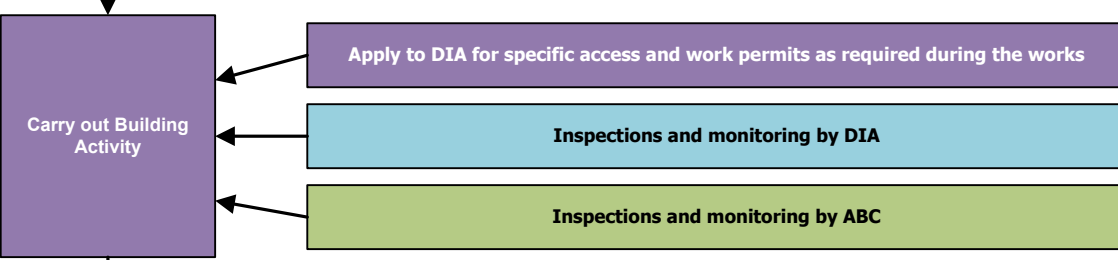 Apply to DIA for specific access and work permits as required during the works
Carry out Building
Activity
Inspections and monitoring by DIA
Inspections and monitoring by ABC